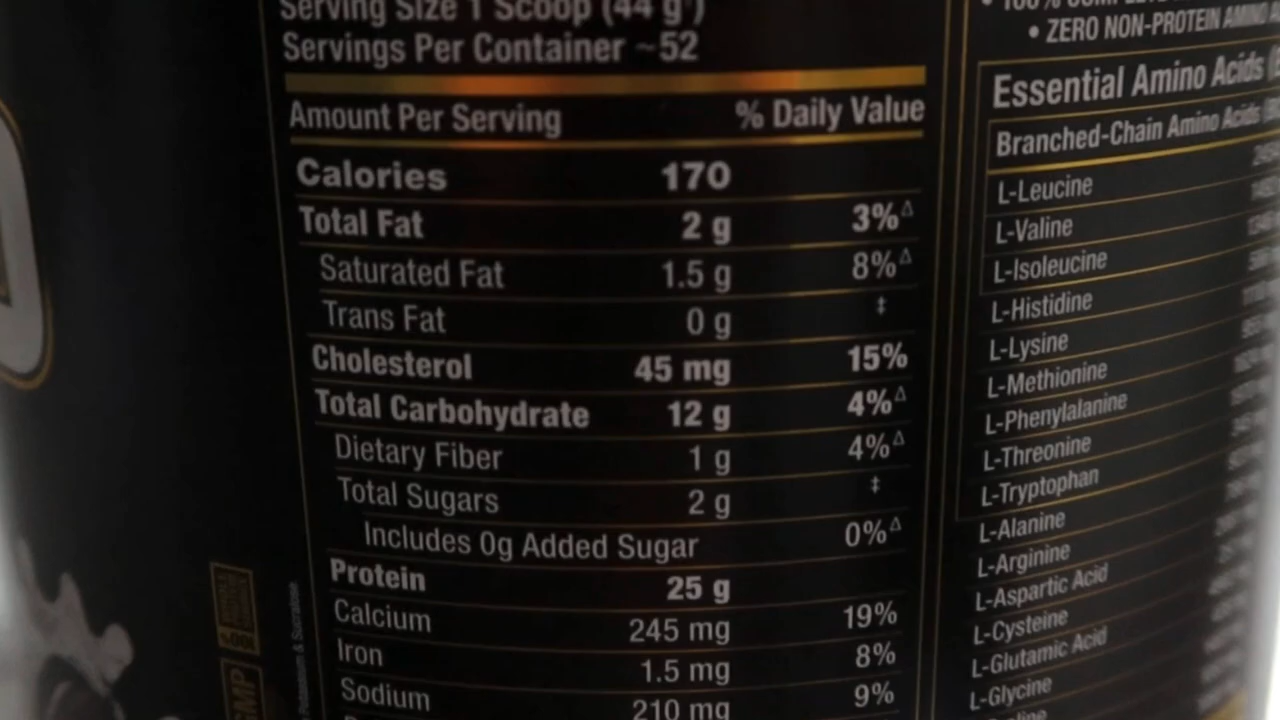 Serving Size 1 Scoop (44 g)
Servings Per Container ~52
Amount Per Serving % Daily Value
Calories 170
Total Fat 2 g 3%Δ
Saturated Fat 1.5 g 8%Δ
Trans Fat 0 g ‡
Cholesterol 45 mg 15%
Total Carbohydrate 12 g 4%Δ
Dietary Fiber 1 g 4%Δ
Total Sugars 2 g ‡
Includes 0g Added Sugar 0%Δ
Protein 25 g
Calcium 245 mg 19%
Iron 1.5 mg 8%
Sodium 210 mg 9%
• ZERO NON-PROTEIN AMINO
Essential Amino Acids
Branched-Chain Amino Acids
L-Leucine
L-Valine
L-Isoleucine
L-Histidine
L-Lysine
L-Methionine
L-Phenylalanine
L-Threonine
L-Tryptophan
L-Alanine
L-Arginine
L-Aspartic Acid
L-Cysteine
L-Glutamic Acid
L-Glycine
Potassium & Sucralose.
GMP